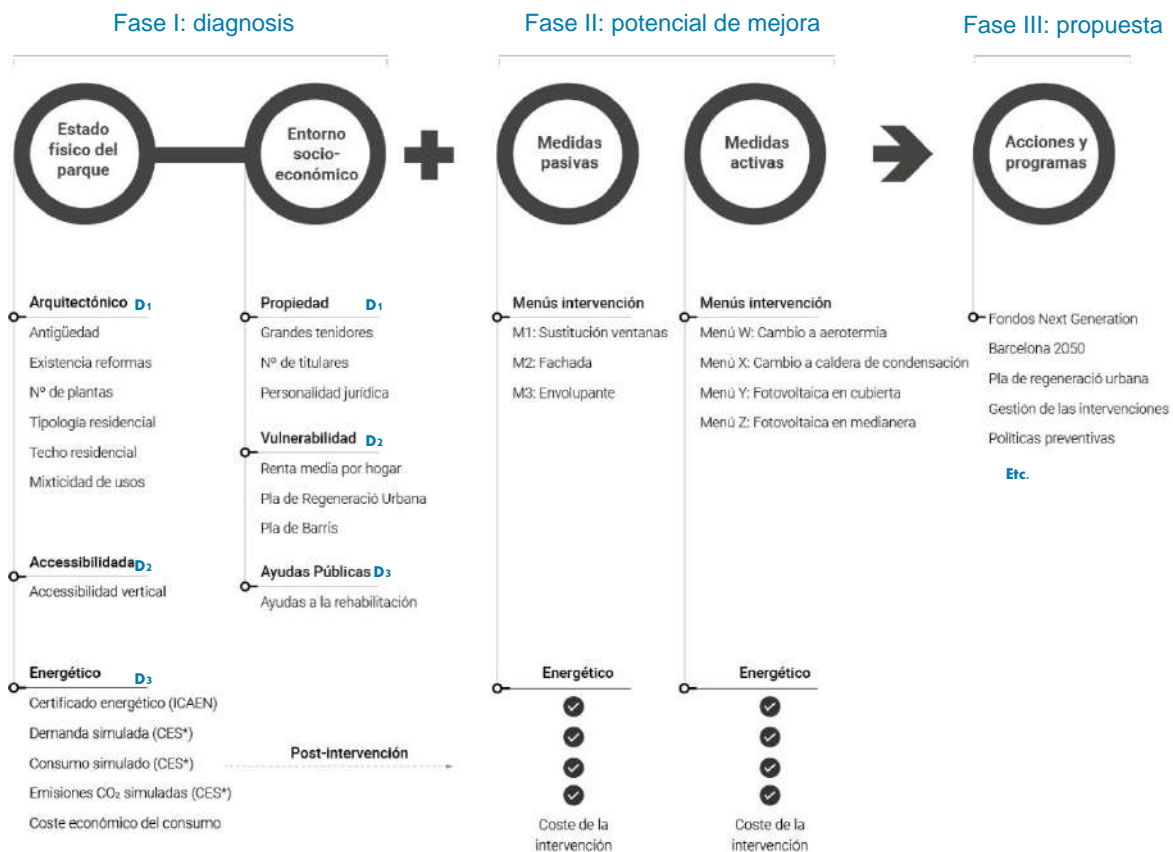 Fase I: diagnosis
Fase II: potencial de mejora
Fase III: propuesta
Estado
físico del
parque
Entorno
socio-
económico
Medidas
pasivas
Medidas
activas
Acciones y
programas
Arquitectónico D1
Antigüedad
Existencia reformas
Nº de plantas
Tipología residencial
Techo residencial
Mixticidad de usos
Accessibilidada D2
Accessibilidad vertical
Energético D3
Certificado energético (ICAEN)
Demanda simulada (CES*)
Consumo simulado (CES*)
Emisiones CO₂ simuladas (CES*)
Coste económico del consumo
Propiedad D1
Grandes tenidores
Nº de titulares
Personalidad jurídica
Vulnerabilidad D2
Renta media por hogar
Pla de Regeneració Urbana
Pla de Barris
Ayudas Públicas D3
Ayudas a la rehabilitación
Post-intervención
Menús intervención
M1: Sustitución ventanas
M2: Fachada
M3: Envolupante
Energético
Coste de la
intervención
Menús intervención
Menú W: Cambio a aerotermia
Menú X: Cambio a caldera de condensación
Menú Y: Fotovoltaica en cubierta
Menú Z: Fotovoltaica en medianera
Energético
Coste de la
intervención
Fondos Next Generation
Barcelona 2050
Pla de regeneració urbana
Gestión de las intervenciones
Políticas preventivas
Etc.